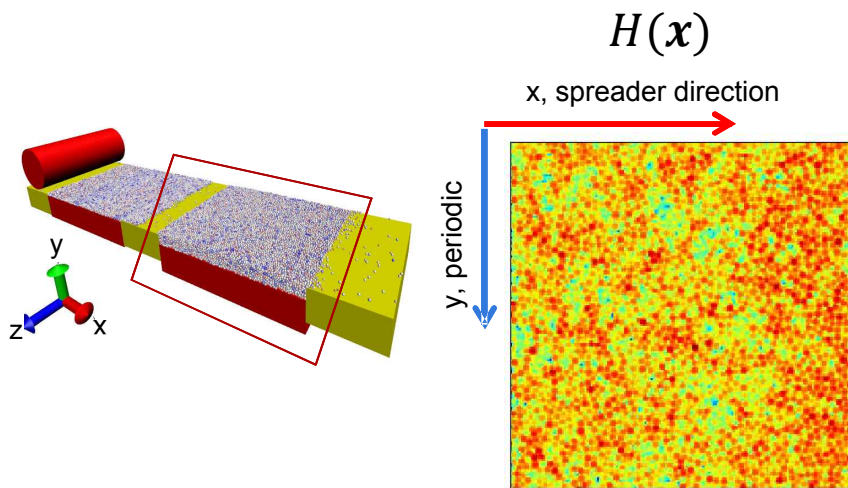 H(x)
x, spreader direction
y, periodic
y
z
x